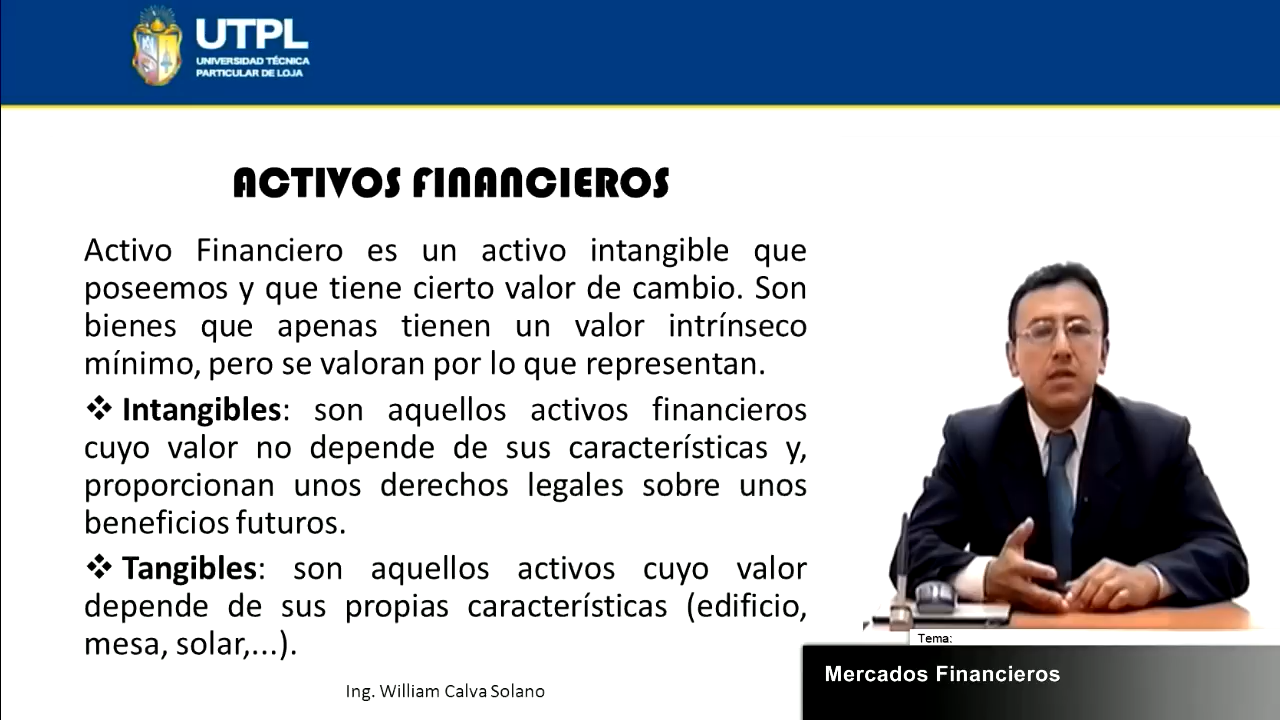 UTPL
UNIVERSIDAD TÉCNICA
PARTICULAR DE LOJA
ACTIVOS FINANCIEROS
Activo Financiero es un activo intangible que
poseemos y que tiene cierto valor de cambio. Son
bienes que apenas tienen un valor intrínseco
mínimo, pero se valoran por lo que representan.
❖ Intangibles: son aquellos activos financieros
cuyo valor no depende de sus características y,
proporcionan unos derechos legales sobre unos
beneficios futuros.
❖ Tangibles: son aquellos activos cuyo valor
depende de sus propias características (edificio,
mesa, solar,...).
Ing. William Calva Solano
Tema:
Mercados Financieros